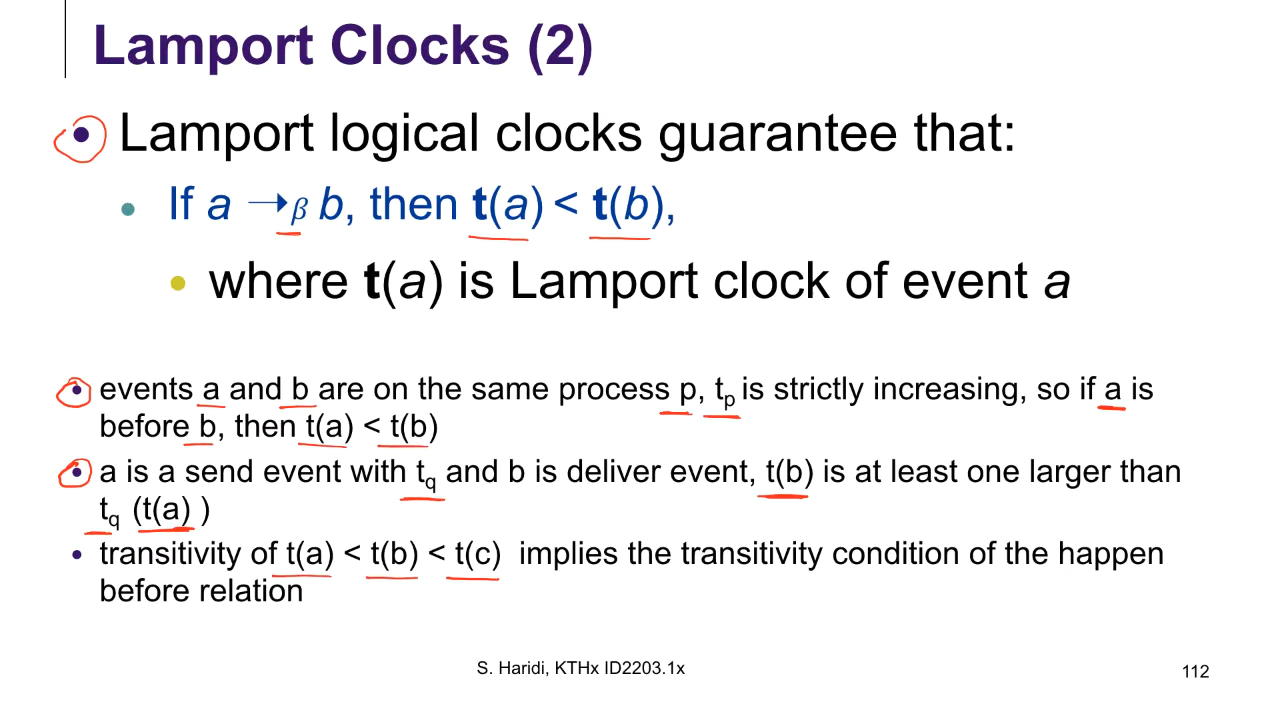 Lamport Clocks (2)
Lamport logical clocks guarantee that:
If a →β b, then t(a) < t(b),
where t(a) is Lamport clock of event a
events a and b are on the same process p, tp is strictly increasing, so if a is
before b, then t(a) < t(b)
a is a send event with tq and b is deliver event, t(b) is at least one larger than
tq (t(a) )
transitivity of t(a) < t(b) < t(c) implies the transitivity condition of the happen
before relation
S. Haridi, KTHx ID2203.1x
112